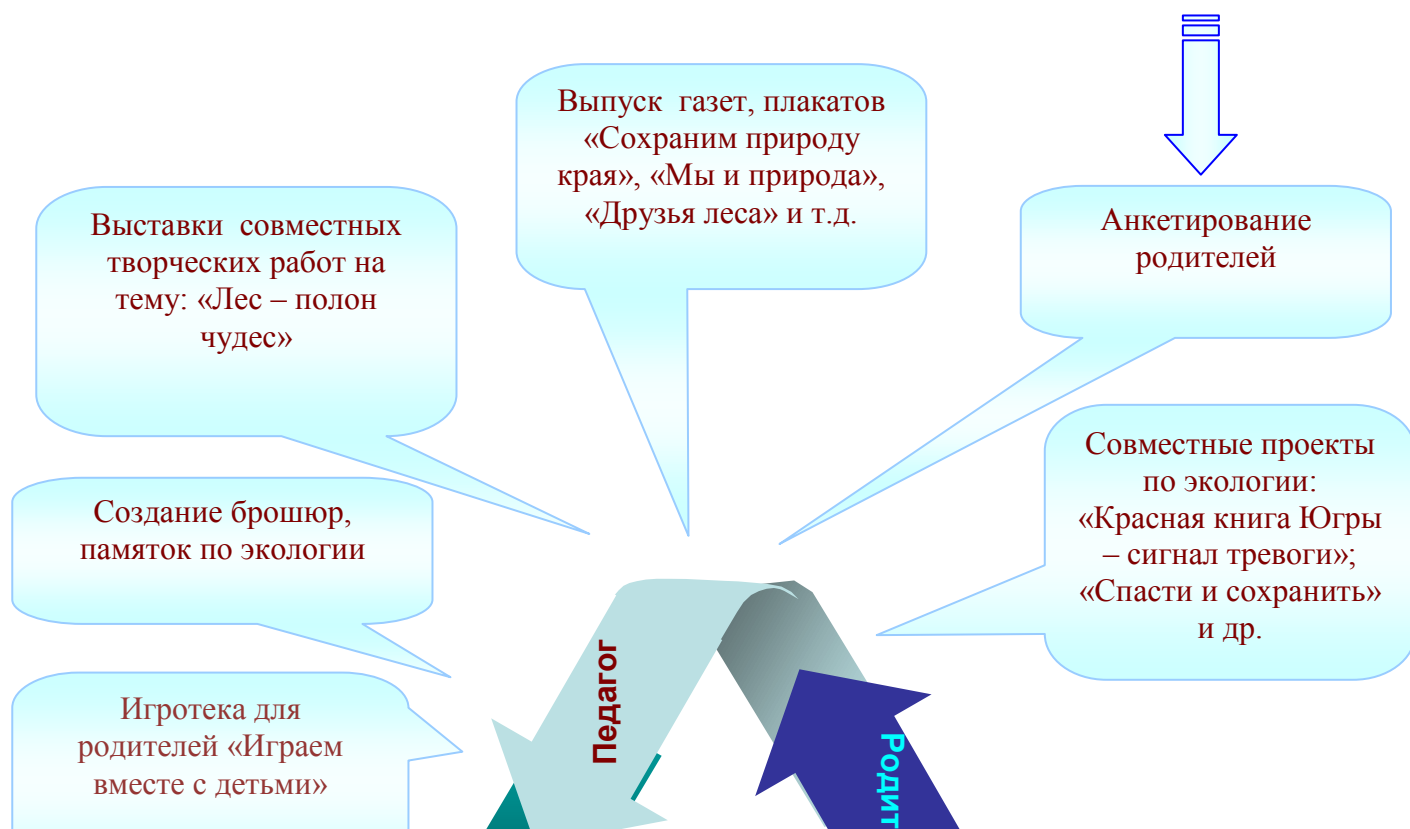 Выпуск газет, плакатов
«Сохраним природу
края», «Мы и природа»,
«Друзья леса» и т.д.
Выставки совместных
творческих работ на
тему: «Лес – полон
чудес»
Анкетирование
родителей
Создание брошюр,
памяток по экологии
Совместные проекты
по экологии:
«Красная книга Югры
– сигнал тревоги»;
«Спасти и сохранить»
и др.
Игротека для
родителей «Играем
вместе с детьми»
Педагог
Родит